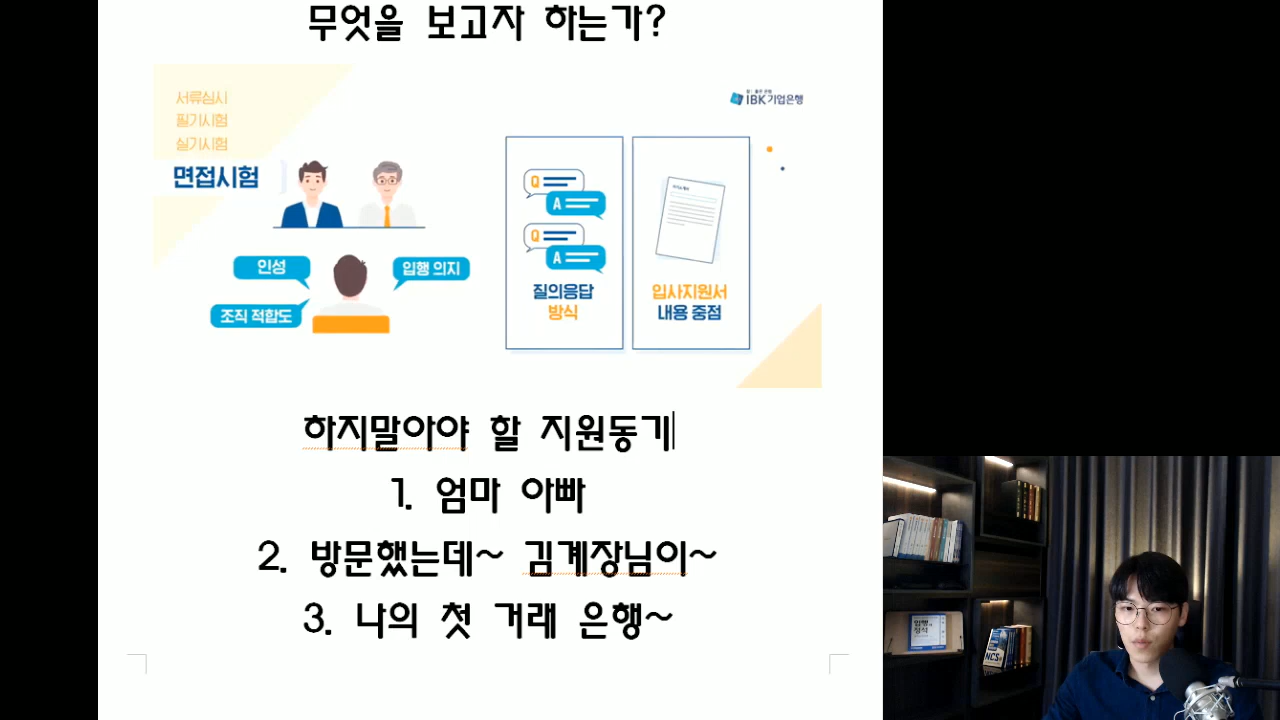 무엇을 보고자 하는가?
서류심시
필기시험
실기시험
면접시험
IBK기업은행
인성
입행 의지
조직 적합도
Q
A
Q
A
질의응답
방식
입사지원서
내용 중점
하지말아야 할 지원동기
1. 엄마 아빠
2. 방문했는데~ 김계장님이~
3. 나의 첫 거래 은행~
NCS